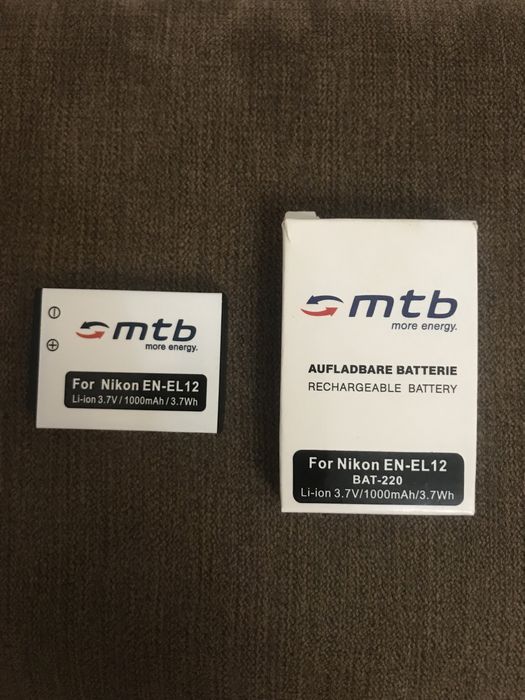 mtb
more energy.
For Nikon EN-EL12
Li-ion 3.7V / 1000mAh / 3.7Wh
mtb
more energy.
AUFLADBARE BATTERIE
RECHARGEABLE BATTERY
For Nikon EN-EL12
BAT-220
Li-ion 3.7V/1000mAh/3.7Wh